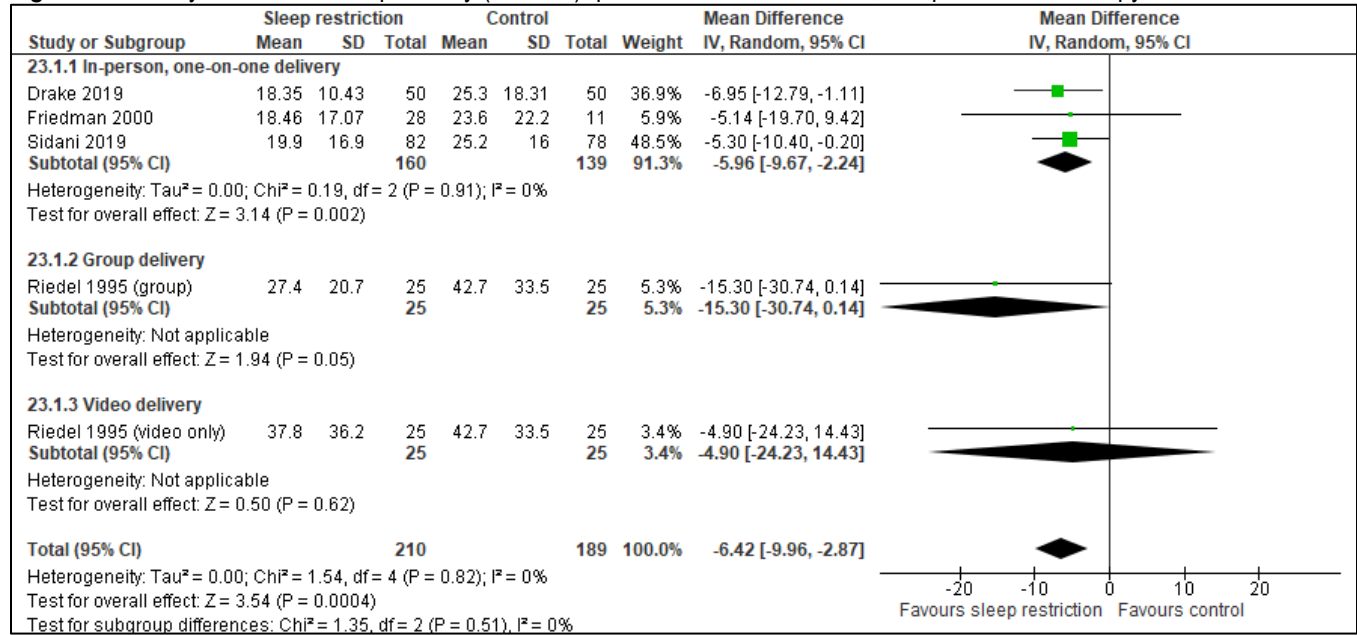 Sleep restriction Control Mean Difference Mean Difference
Study or Subgroup Mean SD Total Mean SD Total Weight IV, Random, 95% CI IV, Random, 95% CI
23.1.1 In-person, one-on-one delivery
Drake 2019 18.35 10.43 50 25.3 18.31 50 36.9% -6.95 [-12.79, -1.11]
Friedman 2000 18.46 17.07 28 23.6 22.2 11 5.9% -5.14 [-19.70, 9.42]
Sidani 2019 19.9 16.9 82 25.2 16 78 48.5% -5.30 [-10.40, -0.20]
Subtotal (95% CI) 160 139 91.3% -5.96 [-9.67, -2.24]
Heterogeneity: Tau² = 0.00; Chi² = 0.19, df = 2 (P = 0.91); I² = 0%
Test for overall effect: Z = 3.14 (P = 0.002)
23.1.2 Group delivery
Riedel 1995 (group) 27.4 20.7 25 42.7 33.5 25 5.3% -15.30 [-30.74, 0.14]
Subtotal (95% CI) 25 25 5.3% -15.30 [-30.74, 0.14]
Heterogeneity: Not applicable
Test for overall effect: Z = 1.94 (P = 0.05)
23.1.3 Video delivery
Riedel 1995 (video only) 37.8 36.2 25 42.7 33.5 25 3.4% -4.90 [-24.23, 14.43]
Subtotal (95% CI) 25 25 3.4% -4.90 [-24.23, 14.43]
Heterogeneity: Not applicable
Test for overall effect: Z = 0.50 (P = 0.62)
Total (95% CI) 210 189 100.0% -6.42 [-9.96, -2.87]
Heterogeneity: Tau² = 0.00; Chi² = 1.54, df = 4 (P = 0.82); I² = 0%
Test for overall effect: Z = 3.54 (P = 0.0004)
Test for subgroup differences: Chi² = 1.35, df = 2 (P = 0.51), I² = 0%
-20 -10 0 10 20
Favours sleep restriction Favours control